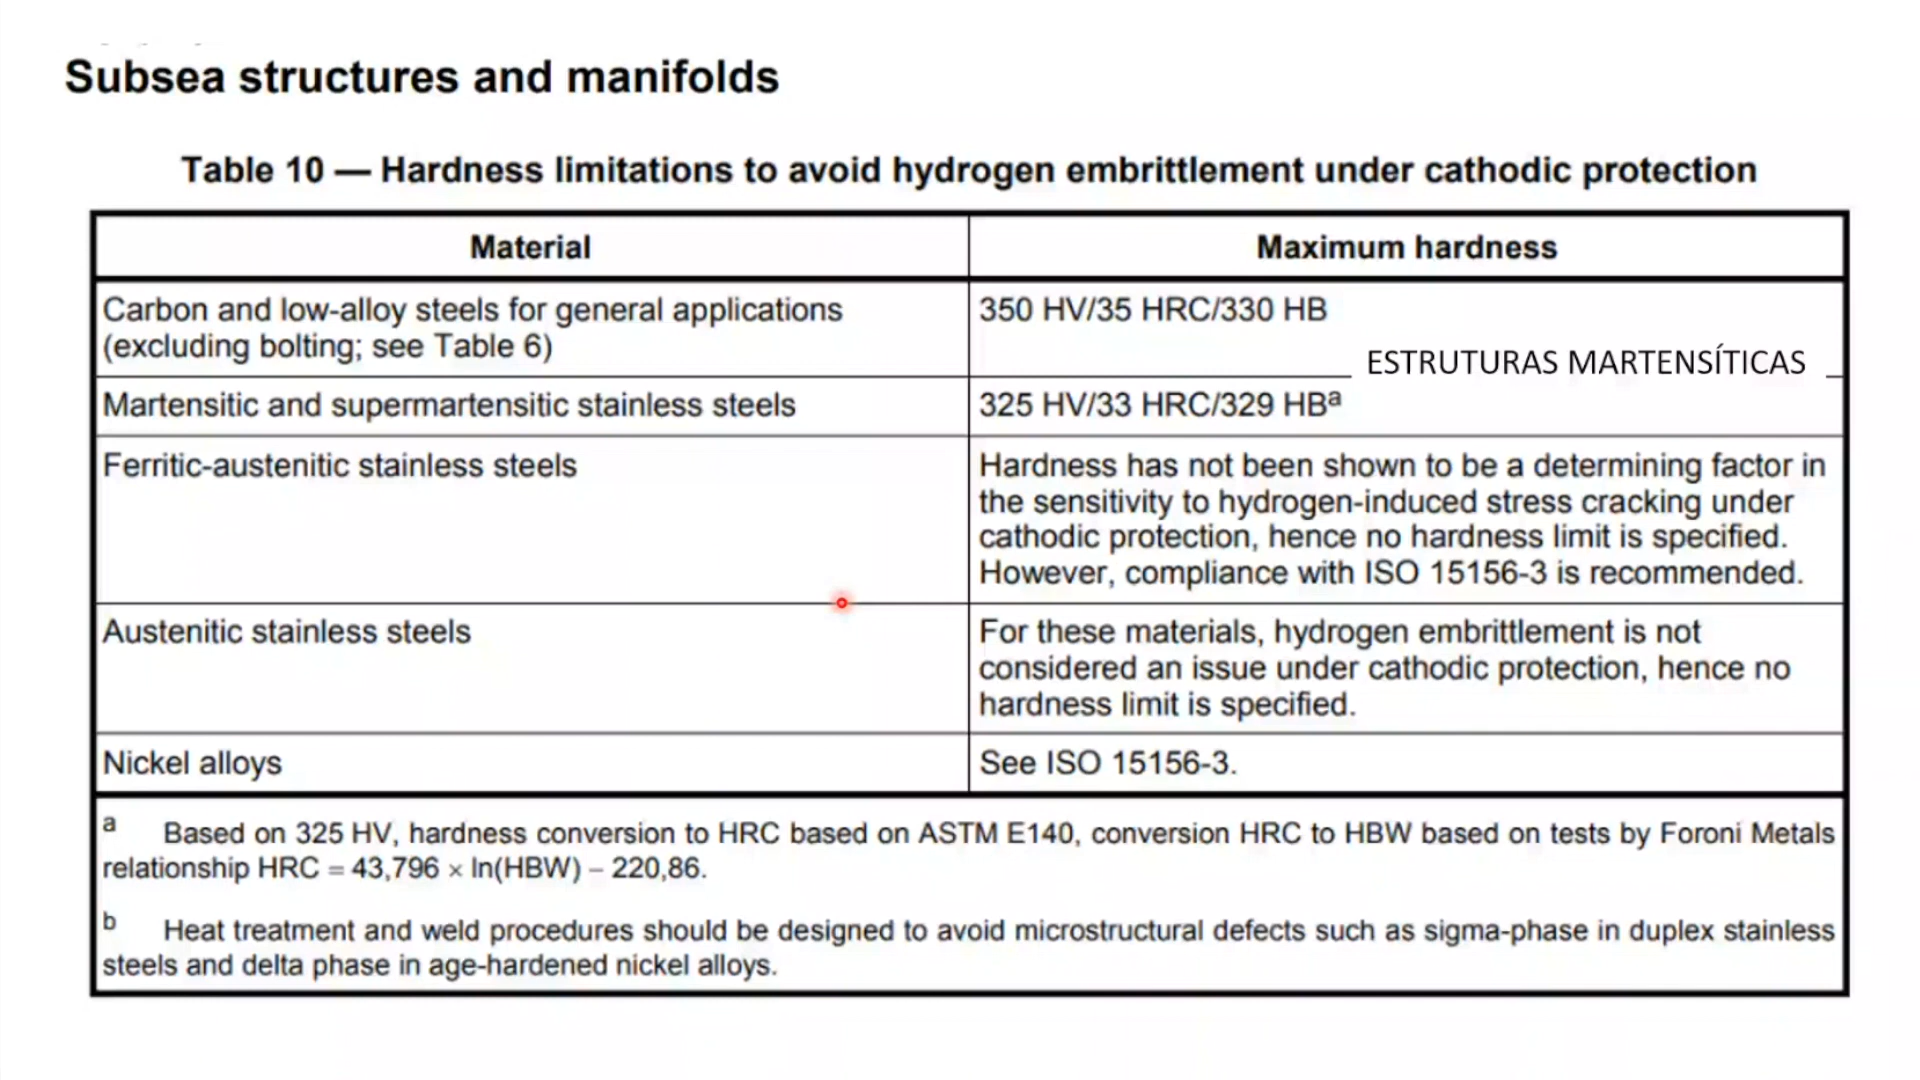 Subsea structures and manifolds
Table 10 — Hardness limitations to avoid hydrogen embrittlement under cathodic protection
Material
Maximum hardness
Carbon and low-alloy steels for general applications
(excluding bolting; see Table 6)
350 HV/35 HRC/330 HB
ESTRUTURAS MARTENSÍTICAS
Martensitic and supermartensitic stainless steels
325 HV/33 HRC/329 HBᵃ
Ferritic-austenitic stainless steels
Hardness has not been shown to be a determining factor in
the sensitivity to hydrogen-induced stress cracking under
cathodic protection, hence no hardness limit is specified.
However, compliance with ISO 15156-3 is recommended.
Austenitic stainless steels
For these materials, hydrogen embrittlement is not
considered an issue under cathodic protection, hence no
hardness limit is specified.
Nickel alloys
See ISO 15156-3.
a Based on 325 HV, hardness conversion to HRC based on ASTM E140, conversion HRC to HBW based on tests by Foroni Metals
relationship HRC = 43,796 × ln(HBW) – 220,86.
b Heat treatment and weld procedures should be designed to avoid microstructural defects such as sigma-phase in duplex stainless
steels and delta phase in age-hardened nickel alloys.